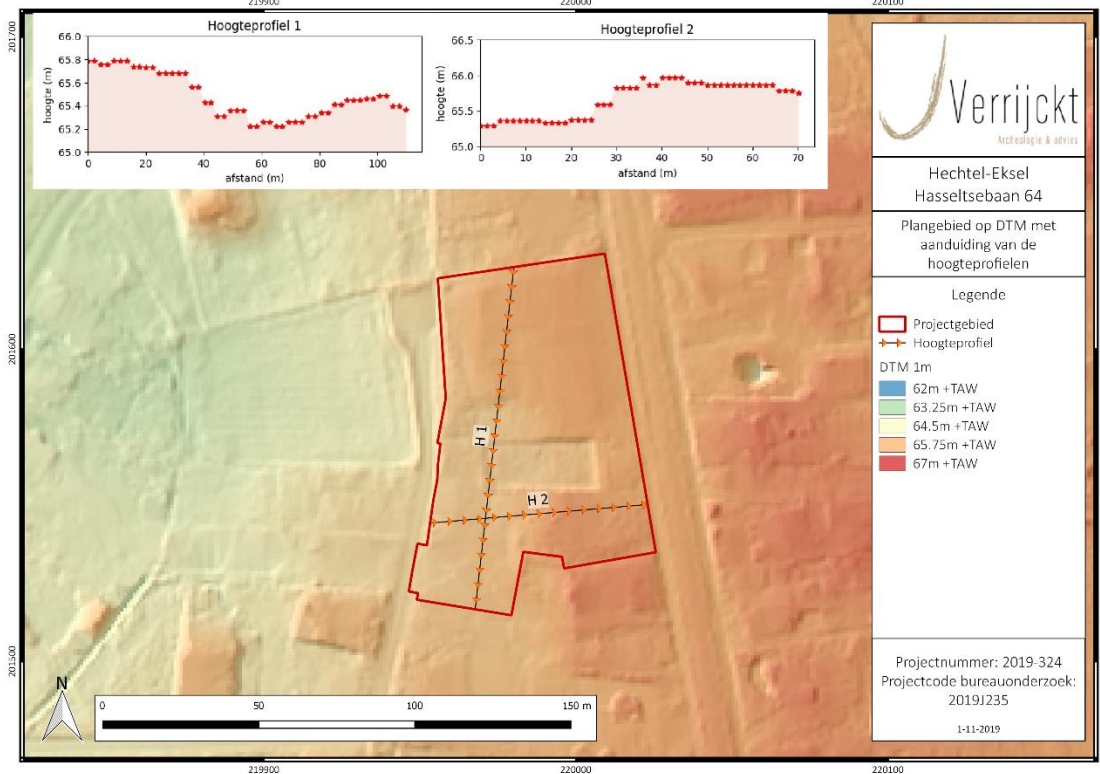 219900
220000
220100
201700
201600
201500
Hoogteprofiel 1
66.0
65.8
65.6
65.4
65.2
65.0
hoogte (m)
0 20 40 60 80 100
afstand (m)
Hoogteprofiel 2
66.5
66.0
65.5
65.0
hoogte (m)
0 10 20 30 40 50 60 70
afstand (m)
H 1
H 2
N
0 50 100 150 m
Verrijckt
Archeologie & advies
Hechtel-Eksel
Hasseltsebaan 64
Plangebied op DTM met
aanduiding van de
hoogteprofielen
Legende
Projectgebied
Hoogteprofiel
DTM 1m
62m +TAW
63.25m +TAW
64.5m +TAW
65.75m +TAW
67m +TAW
Projectnummer: 2019-324
Projectcode bureauonderzoek:
2019J235
1-11-2019
219900
220000
220100